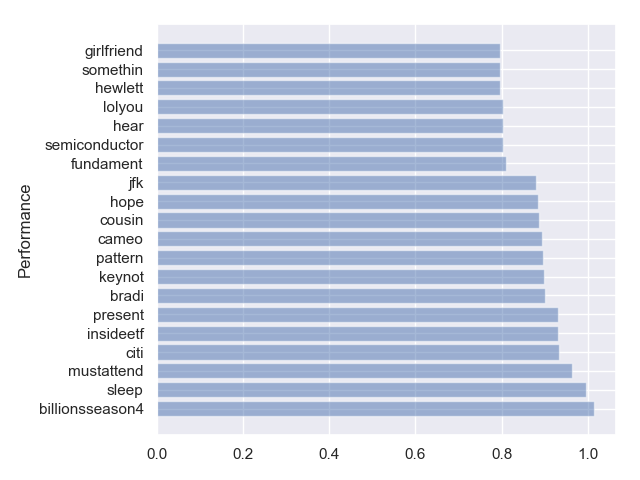 girlfriend
somethin
hewlett
lolyou
hear
semiconductor
fundament
jfk
hope
cousin
cameo
pattern
keynot
bradi
present
insideetf
citi
mustattend
sleep
billionsseason4
Performance
0.0 0.2 0.4 0.6 0.8 1.0